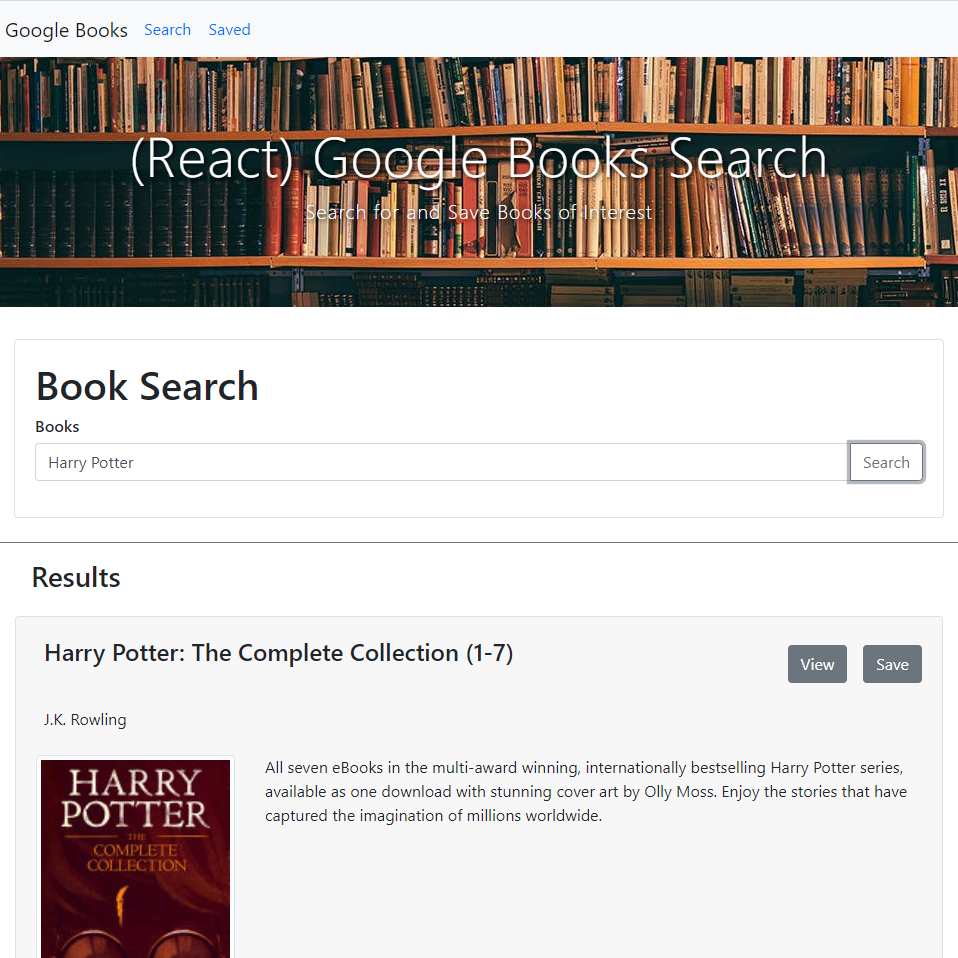 Google Books Search Saved
(React) Google Books Search
Search for and Save Books of Interest
Book Search
Books
Harry Potter Search
Results
Harry Potter: The Complete Collection (1-7) View Save
J.K. Rowling
HARRY
POTTER
THE
COMPLETE
COLLECTION
All seven eBooks in the multi-award winning, internationally bestselling Harry Potter series,
available as one download with stunning cover art by Olly Moss. Enjoy the stories that have
captured the imagination of millions worldwide.